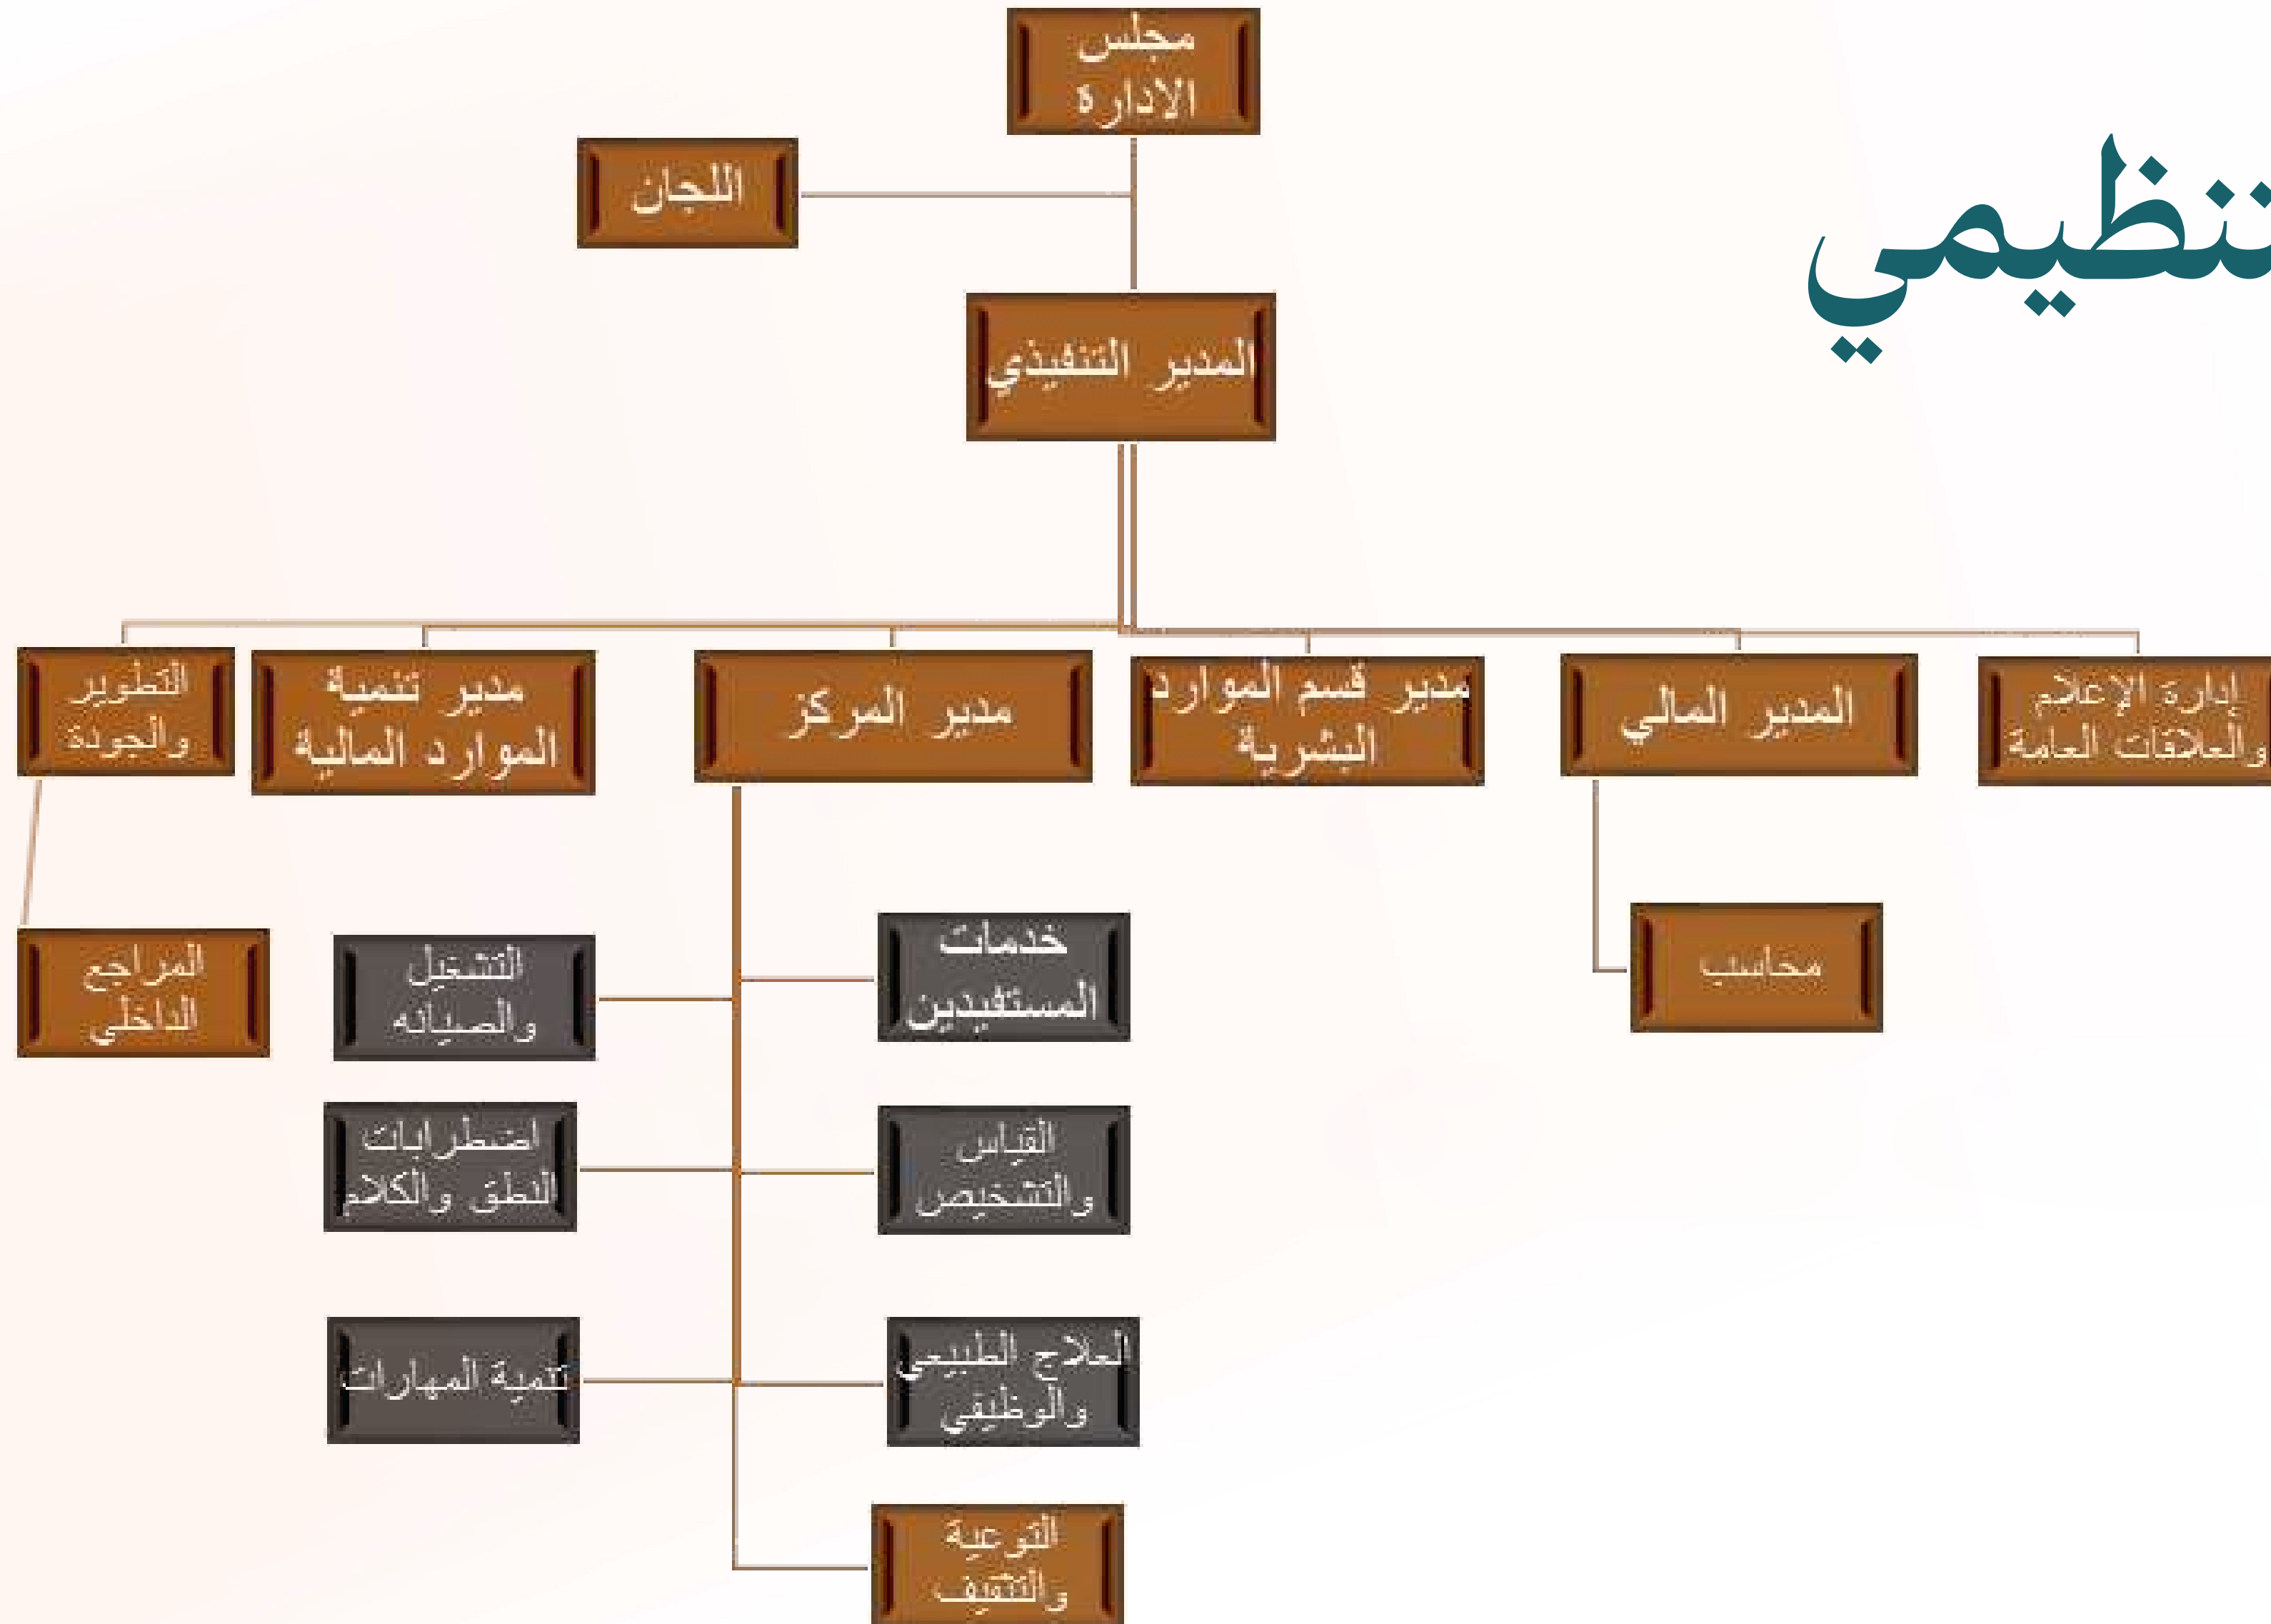 تنظيمي
مجلس
الادارة
اللجان
المدير التنفيذي
إدارة الإعلام
والعلاقات العامة
المدير المالي
مدير قسم الموارد
البشرية
مدير المركز
مدير تنمية
الموارد المالية
التطوير
والجودة
محاسب
خدمات
المستفيدين
التشغيل
والصيانه
المراجع
الداخلي
القياس
والتشخيص
اضطرابات
النطق والكلام
العلاج الطبيعي
والوظيفي
تنمية المهارات
التوعية
والتثقيف